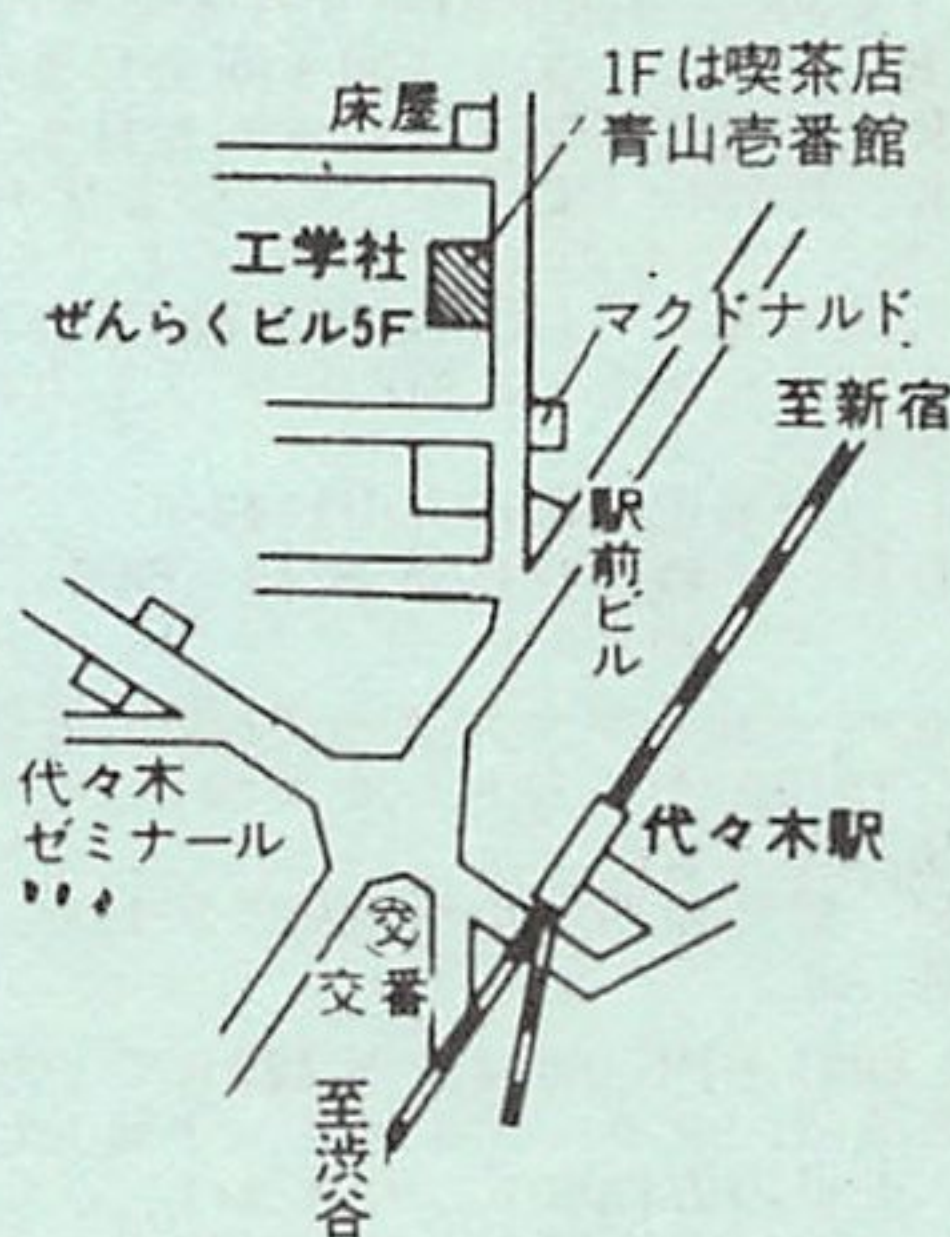 床屋
1Fは喫茶店
青山壱番館
工学社
ぜんらくビル5F
マクドナルド
至新宿
駅前ビル
代々木
ゼミナール
代々木駅
交
交番
至渋谷